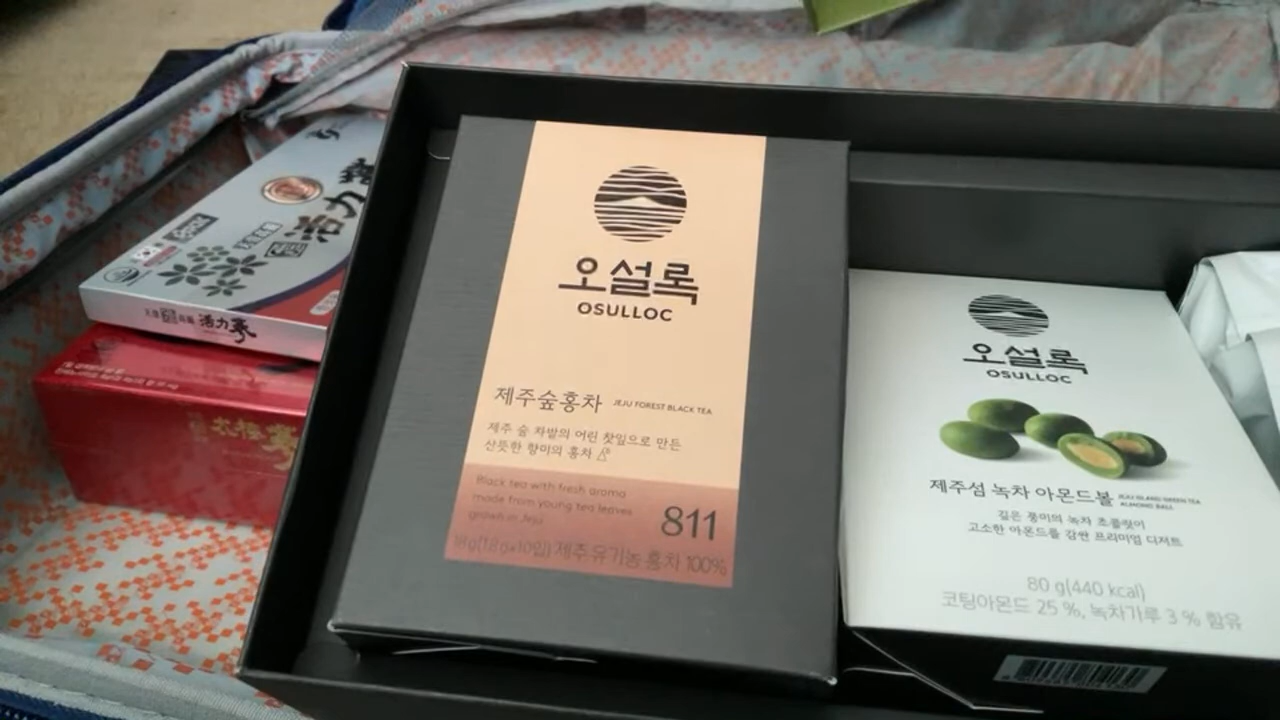 오설록
OSULLOC
제주숲홍차 JEJU FOREST BLACK TEA
제주 숲 차밭의 어린 찻잎으로 만든
산뜻한 향미의 홍차
Black tea with fresh aroma
made from young tea leaves
grown in Jeju
811
18g(1.8g×10입) 제주 유기농 홍차 100%
오설록
OSULLOC
제주섬 녹차 아몬드볼 JEJU ISLAND GREEN TEA
ALMOND BALL
깊은 풍미의 녹차 초콜릿이
고소한 아몬드를 감싼 프리미엄 디저트
80 g(440 kcal)
코팅아몬드 25 %, 녹차가루 3 % 함유
活力
活力